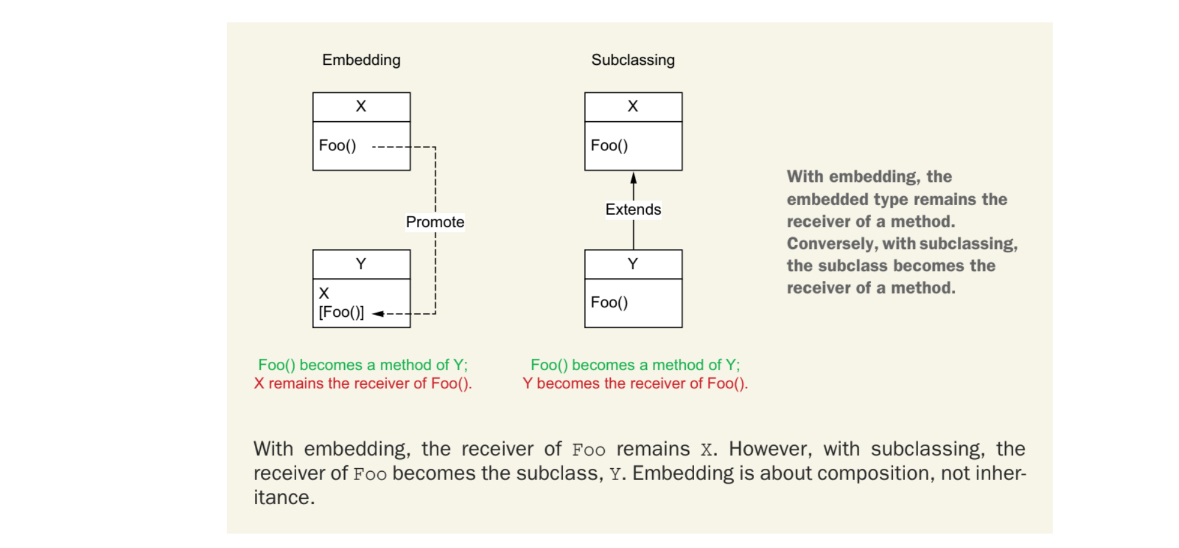 Embedding
X
Foo()
Promote
Y
X
[Foo()]
Foo() becomes a method of Y;
X remains the receiver of Foo().
Subclassing
X
Foo()
Extends
Y
Foo()
Foo() becomes a method of Y;
Y becomes the receiver of Foo().
With embedding, the
embedded type remains the
receiver of a method.
Conversely, with subclassing,
the subclass becomes the
receiver of a method.
With embedding, the receiver of Foo remains X. However, with subclassing, the
receiver of Foo becomes the subclass, Y. Embedding is about composition, not inher-
itance.